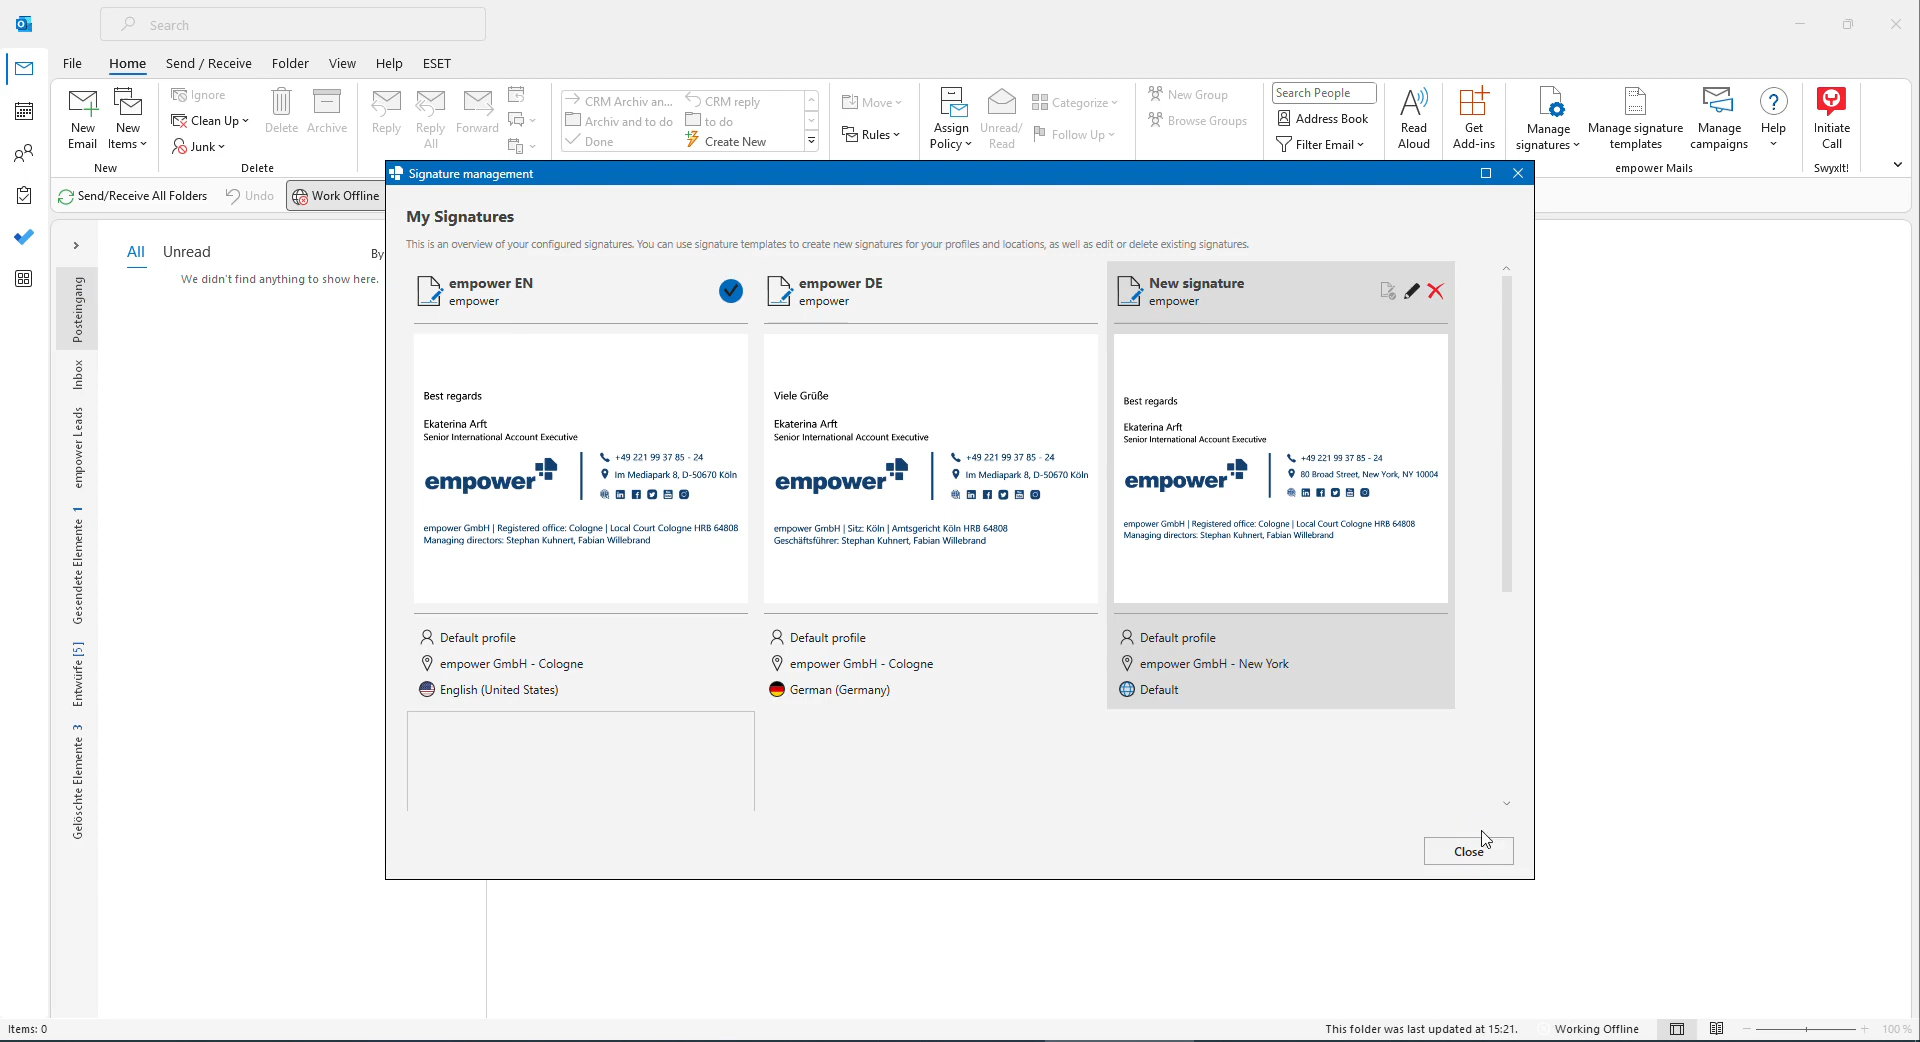 Search
File Home Send / Receive Folder View Help ESET
New Email
New Items
New
Ignore
Clean Up
Junk
Delete
Archive
Delete
Reply
Reply All
Forward
CRM Archiv an...
CRM reply
Archiv and to do
to do
Done
Create New
Move
Rules
Assign Policy
Unread/ Read
Categorize
Follow Up
New Group
Browse Groups
Search People
Address Book
Filter Email
Read Aloud
Get Add-ins
Manage signatures
Manage signature templates
Manage campaigns
Help
empower Mails
Initiate Call
SwyxIt!
Send/Receive All Folders
Undo
Work Offline
All Unread
By
We didn't find anything to show here.
Posteingang
Inbox
empower Leads
Gesendete Elemente 1
Entwürfe [5]
Gelöschte Elemente 3
Signature management
My Signatures
This is an overview of your configured signatures. You can use signature templates to create new signatures for your profiles and locations, as well as edit or delete existing signatures.
empower EN
empower
Best regards
Ekaterina Arft
Senior International Account Executive
empower
+49 221 99 37 85 - 24
Im Mediapark 8, D-50670 Köln
empower GmbH | Registered office: Cologne | Local Court Cologne HRB 64808
Managing directors: Stephan Kuhnert, Fabian Willebrand
Default profile
empower GmbH - Cologne
English (United States)
empower DE
empower
Viele Grüße
Ekaterina Arft
Senior International Account Executive
empower
+49 221 99 37 85 - 24
Im Mediapark 8, D-50670 Köln
empower GmbH | Sitz: Köln | Amtsgericht Köln HRB 64808
Geschäftsführer: Stephan Kuhnert, Fabian Willebrand
Default profile
empower GmbH - Cologne
German (Germany)
New signature
empower
Best regards
Ekaterina Arft
Senior International Account Executive
empower
+49 221 99 37 85 - 24
80 Broad Street, New York, NY 10004
empower GmbH | Registered office: Cologne | Local Court Cologne HRB 64808
Managing directors: Stephan Kuhnert, Fabian Willebrand
Default profile
empower GmbH - New York
Default
Close
Items: 0
This folder was last updated at 15:21.
Working Offline
100 %